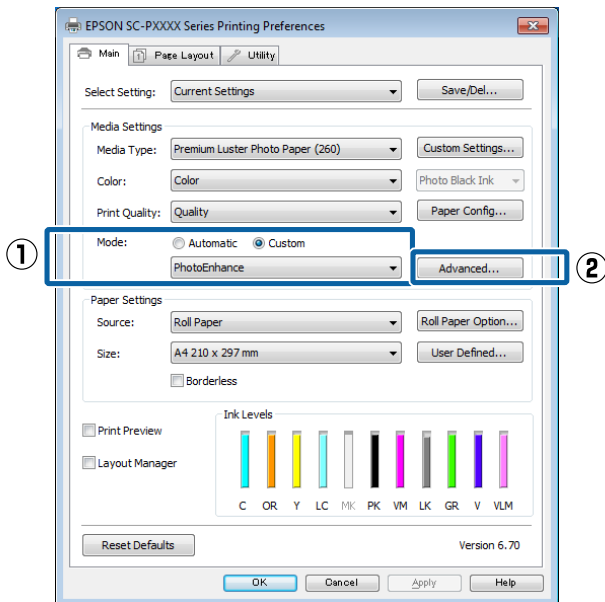 EPSON SC-PXXXX Series Printing Preferences
Main Page Layout Utility
Select Setting: Current Settings Save/Del...
Media Settings
Media Type: Premium Luster Photo Paper (260) Custom Settings...
Color: Color Photo Black Ink
Print Quality: Quality Paper Config...
Mode: Automatic Custom
① PhotoEnhance Advanced... ②
Paper Settings
Source: Roll Paper Roll Paper Option...
Size: A4 210 x 297 mm User Defined...
Borderless
Ink Levels
Print Preview
Layout Manager
C OR Y LC MK PK VM LK GR V VLM
Reset Defaults Version 6.70
OK Cancel Apply Help